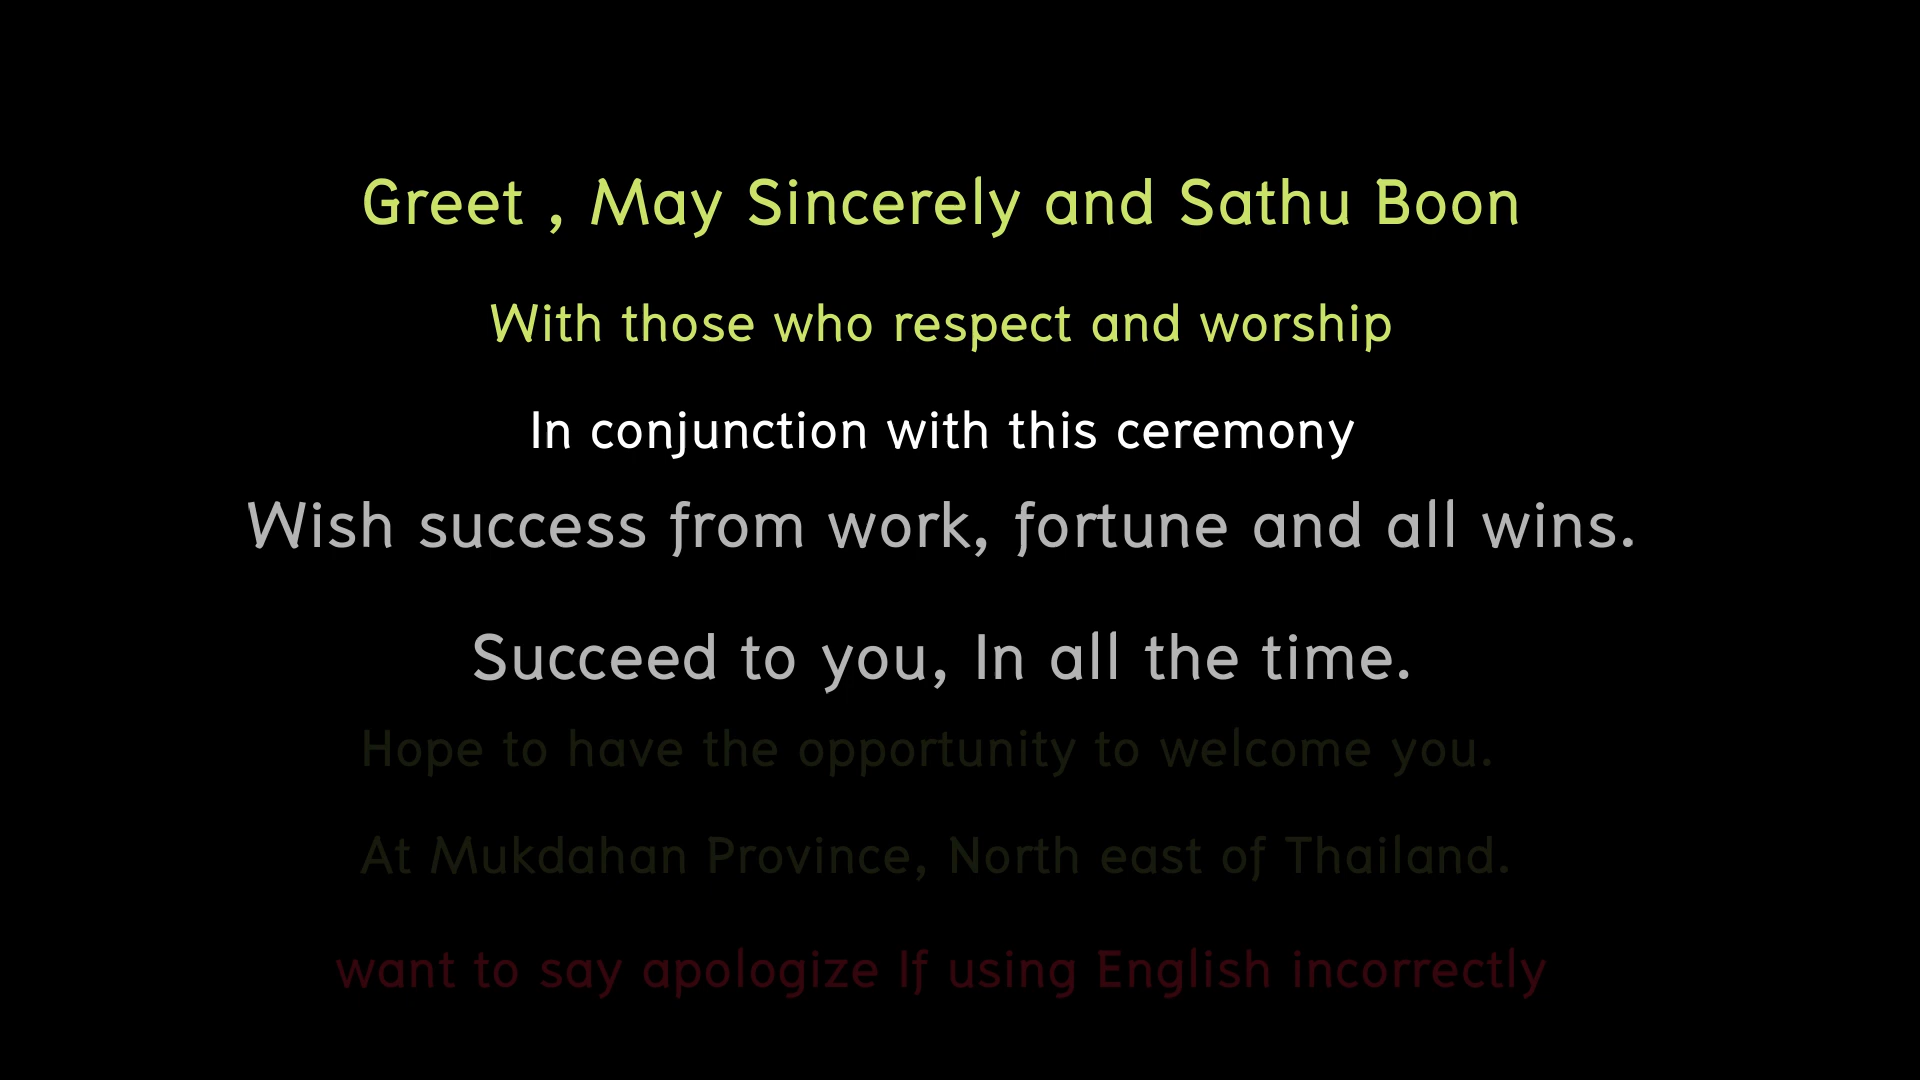 Greet , May Sincerely and Sathu Boon
With those who respect and worship
In conjunction with this ceremony
Wish success from work, fortune and all wins.
Succeed to you, In all the time.
Hope to have the opportunity to welcome you.
At Mukdahan Province, North east of Thailand.
want to say apologize If using English incorrectly